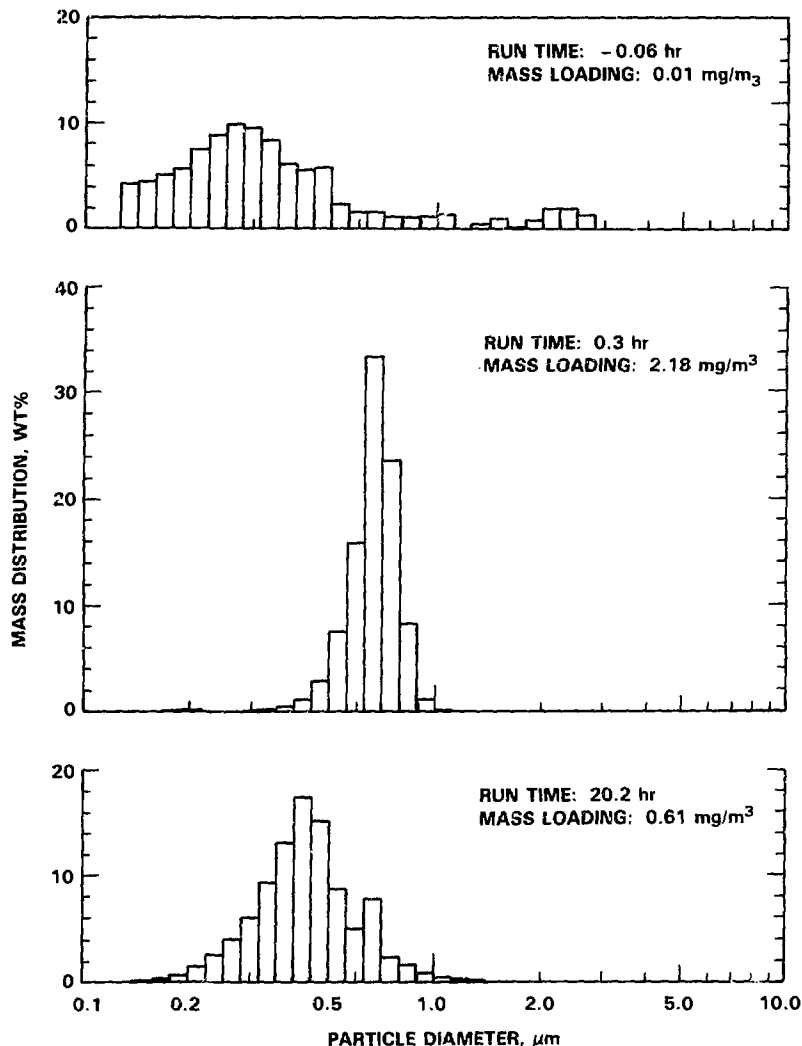 20
RUN TIME: –0.06 hr
MASS LOADING: 0.01 mg/m3
10
0
40
RUN TIME: 0.3 hr
MASS LOADING: 2.18 mg/m3
30
MASS DISTRIBUTION, WT%
20
10
0
20
RUN TIME: 20.2 hr
MASS LOADING: 0.61 mg/m3
10
0
0.1 0.2 0.5 1.0 2.0 5.0 10.0
PARTICLE DIAMETER, μm